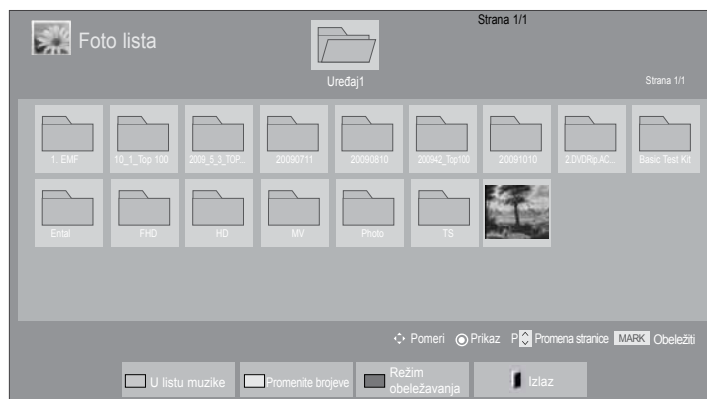 Strana 1/1
Foto lista
Uređaj1
Strana 1/1
1. EMF
10_1_Top 100
2009_5_3_TOP...
20090711
20090810
200942_Top100
20091010
2.DVDRip AC...
Basic Test Kit
Ental
FHD
HD
MV
Photo
TS
Pomeri Prikaz P Promena stranice MARK Obeležiti
U listu muzike
Promenite brojeve
Režim
obeležavanja
Izlaz